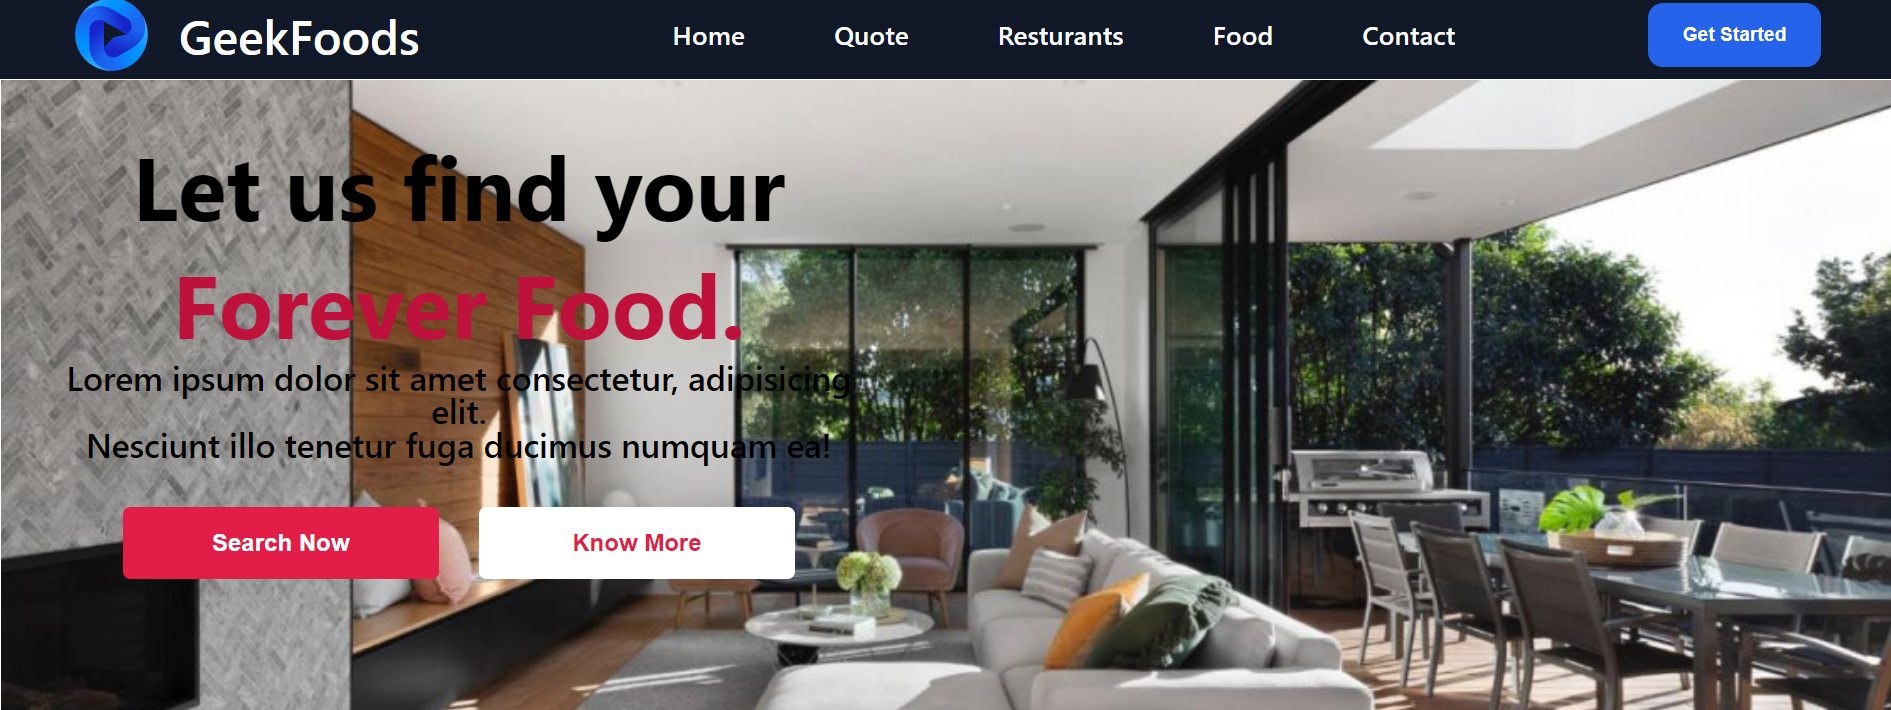 GeekFoods
Home
Quote
Resturants
Food
Contact
Get Started
Let us find your
Forever Food.
Lorem ipsum dolor sit amet consectetur, adipisicing
elit.
Nesciunt illo tenetur fuga ducimus numquam ea!
Search Now
Know More